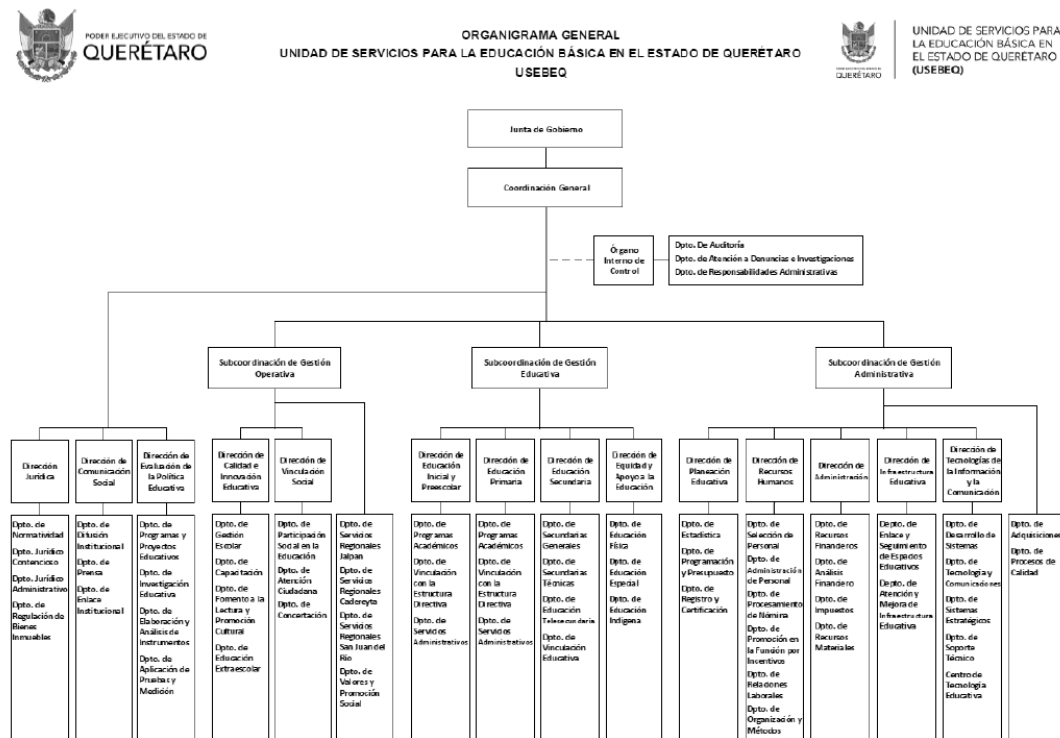 PODER EJECUTIVO DEL ESTADO DE
QUERÉTARO
ORGANIGRAMA GENERAL
UNIDAD DE SERVICIOS PARA LA EDUCACIÓN BÁSICA EN EL ESTADO DE QUERÉTARO
USEBEQ
QUERÉTARO
UNIDAD DE SERVICIOS PARA
LA EDUCACIÓN BÁSICA EN
EL ESTADO DE QUERÉTARO
(USEBEQ)
Junta de Gobierno
Coordinación General
Órgano
Interno de
Control
Dpto. De Auditoría
Dpto. de Atención a Denuncias e Investigaciones
Dpto. de Responsabilidades Administrativas
Subcoordinación de Gestión
Operativa
Subcoordinación de Gestión
Educativa
Subcoordinación de Gestión
Administrativa
Dirección
Jurídica
Dirección de
Comunicación
Social
Dirección de
Evaluación de
la Política
Educativa
Dirección de
Calidad e
Innovación
Educativa
Dirección de
Vinculación
Social
Dirección de
Educación
Inicial y
Preescolar
Dirección de
Educación
Primaria
Dirección de
Educación
Secundaria
Dirección de
Equidad y
Apoyo a la
Educación
Dirección de
Planeación
Educativa
Dirección de
Recursos
Humanos
Dirección de
Administración
Dirección de
Infraestructura
Educativa
Dirección de
Tecnologías de
la Información
y la
Comunicación
Dpto. de
Normatividad
Dpto. Jurídico
Contencioso
Dpto. Jurídico
Administrativo
Dpto. de
Regulación de
Bienes
Inmuebles
Dpto. de
Difusión
Institucional
Dpto. de
Prensa
Dpto. de
Enlace
Institucional
Dpto. de
Programas y
Proyectos
Educativos
Dpto. de
Investigación
Educativa
Dpto. de
Elaboración y
Análisis de
Instrumentos
Dpto. de
Aplicación de
Pruebas y
Medición
Dpto. de
Gestión
Escolar
Dpto. de
Capacitación
Dpto. de
Fomento a la
Lectura y
Promoción
Cultural
Dpto. de
Educación
Extraescolar
Dpto. de
Participación
Social en la
Educación
Dpto. de
Atención
Ciudadana
Dpto. de
Concertación
Dpto. de
Servicios
Regionales
Jalpan
Dpto. de
Servicios
Regionales
Cadereyta
Dpto. de
Servicios
Regionales
San Juan del
Río
Dpto. de
Valores y
Promoción
Social
Dpto. de
Programas
Académicos
Dpto. de
Vinculación
con la
Estructura
Directiva
Dpto. de
Servicios
Administrativos
Dpto. de
Programas
Académicos
Dpto. de
Vinculación
con la
Estructura
Directiva
Dpto. de
Servicios
Administrativos
Dpto. de
Secundarias
Generales
Dpto. de
Secundarias
Técnicas
Dpto. de
Educación
Telesecundaria
Dpto. de
Vinculación
Educativa
Dpto. de
Educación
Física
Dpto. de
Educación
Especial
Dpto. de
Educación
Indígena
Dpto. de
Estadística
Dpto. de
Programación
y Presupuesto
Dpto. de
Registro y
Certificación
Dpto. de
Selección de
Personal
Dpto. de
Administración
de Personal
Dpto. de
Procesamiento
de Nómina
Dpto. de
Promoción en
la Función por
Incentivos
Dpto. de
Relaciones
Laborales
Dpto. de
Organización y
Métodos
Dpto. de
Recursos
Financieros
Dpto. de
Análisis
Financiero
Dpto. de
Impuestos
Dpto. de
Recursos
Materiales
Depto. de
Enlace y
Seguimiento
de Espacios
Educativos
Depto. de
Atención y
Mejora de
Infraestructura
Educativa
Dpto. de
Desarrollo de
Sistemas
Dpto. de
Tecnología y
Comunicaciones
Dpto. de
Sistemas
Estratégicos
Dpto. de
Soporte
Técnico
Centro de
Tecnología
Educativa
Dpto. de
Adquisiciones
Dpto. de
Procesos de
Calidad